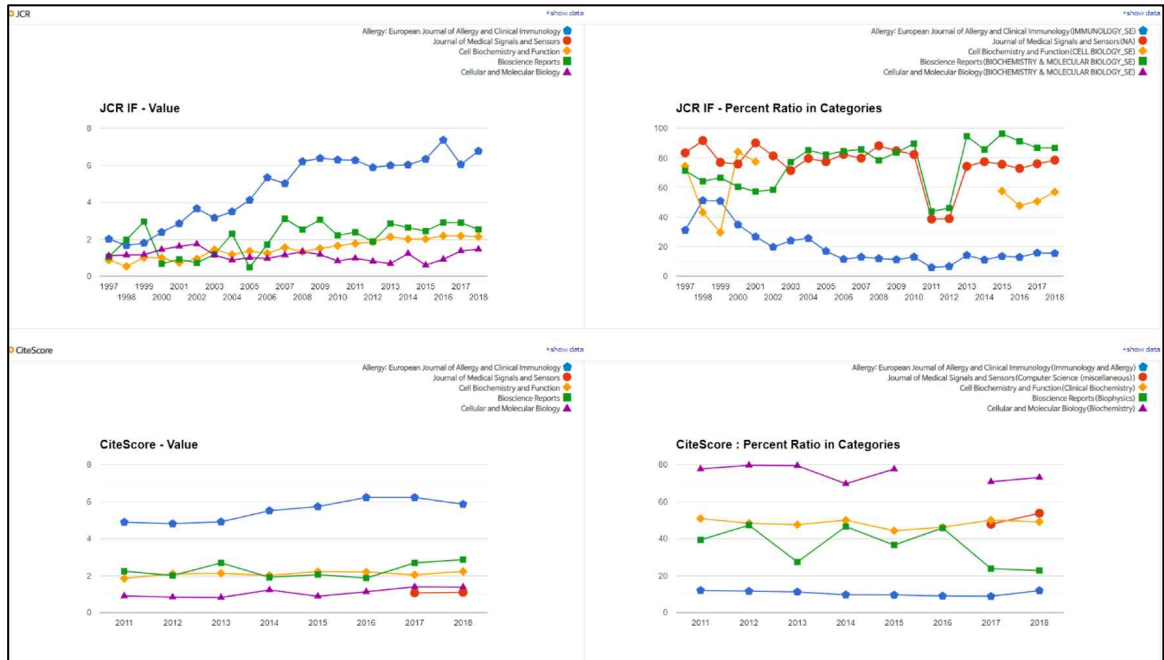 JCR
+show data
Allergy: European Journal of Allergy and Clinical Immunology
Journal of Medical Signals and Sensors
Cell Biochemistry and Function
Bioscience Reports
Cellular and Molecular Biology
JCR IF - Value
8
6
4
2
0
1997 1999 2001 2003 2005 2007 2009 2011 2013 2015 2017
1998 2000 2002 2004 2006 2008 2010 2012 2014 2016 2018
+show data
Allergy: European Journal of Allergy and Clinical Immunology(IMMUNOLOGY_SE)
Journal of Medical Signals and Sensors(NA)
Cell Biochemistry and Function(CELL BIOLOGY_SE)
Bioscience Reports(BIOCHEMISTRY & MOLECULAR BIOLOGY_SE)
Cellular and Molecular Biology(BIOCHEMISTRY & MOLECULAR BIOLOGY_SE)
JCR IF - Percent Ratio in Categories
100
80
60
40
20
0
1997 1999 2001 2003 2005 2007 2009 2011 2013 2015 2017
1998 2000 2002 2004 2006 2008 2010 2012 2014 2016 2018
CiteScore
+show data
Allergy: European Journal of Allergy and Clinical Immunology
Journal of Medical Signals and Sensors
Cell Biochemistry and Function
Bioscience Reports
Cellular and Molecular Biology
CiteScore - Value
8
6
4
2
0
2011 2012 2013 2014 2015 2016 2017 2018
+show data
Allergy: European Journal of Allergy and Clinical Immunology(Immunology and Allergy)
Journal of Medical Signals and Sensors(Computer Science (miscellaneous))
Cell Biochemistry and Function(Clinical Biochemistry)
Bioscience Reports(Biophysics)
Cellular and Molecular Biology(Biochemistry)
CiteScore : Percent Ratio in Categories
80
60
40
20
0
2011 2012 2013 2014 2015 2016 2017 2018